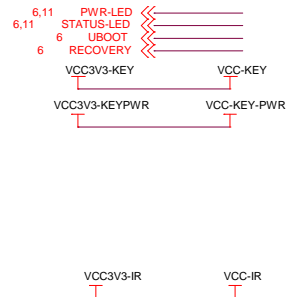 6,11 PWR-LED
6,11 STATUS-LED
6 UBOOT
6 RECOVERY
VCC3V3-KEY VCC-KEY
VCC3V3-KEYPWR VCC-KEY-PWR
VCC3V3-IR VCC-IR